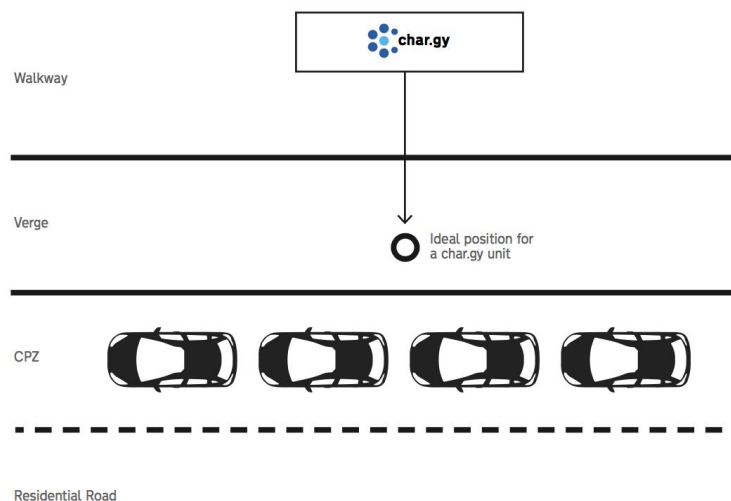 char.gy
Walkway
Verge
Ideal position for
a char.gy unit
CPZ
Residential Road